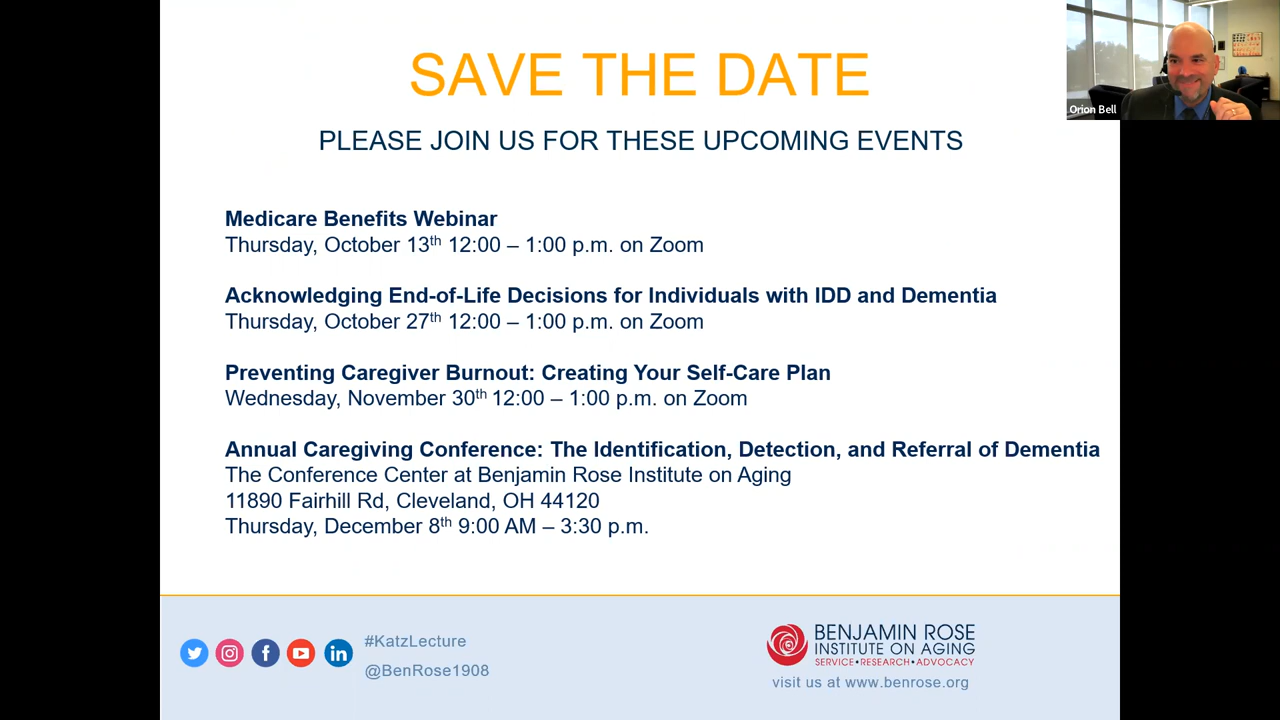 SAVE THE DATE
PLEASE JOIN US FOR THESE UPCOMING EVENTS
Medicare Benefits Webinar
Thursday, October 13th 12:00 – 1:00 p.m. on Zoom
Acknowledging End-of-Life Decisions for Individuals with IDD and Dementia
Thursday, October 27th 12:00 – 1:00 p.m. on Zoom
Preventing Caregiver Burnout: Creating Your Self-Care Plan
Wednesday, November 30th 12:00 – 1:00 p.m. on Zoom
Annual Caregiving Conference: The Identification, Detection, and Referral of Dementia
The Conference Center at Benjamin Rose Institute on Aging
11890 Fairhill Rd, Cleveland, OH 44120
Thursday, December 8th 9:00 AM – 3:30 p.m.
#KatzLecture
@BenRose1908
BENJAMIN ROSE
INSTITUTE ON AGING
SERVICE • RESEARCH • ADVOCACY
visit us at www.benrose.org
Orion Bell